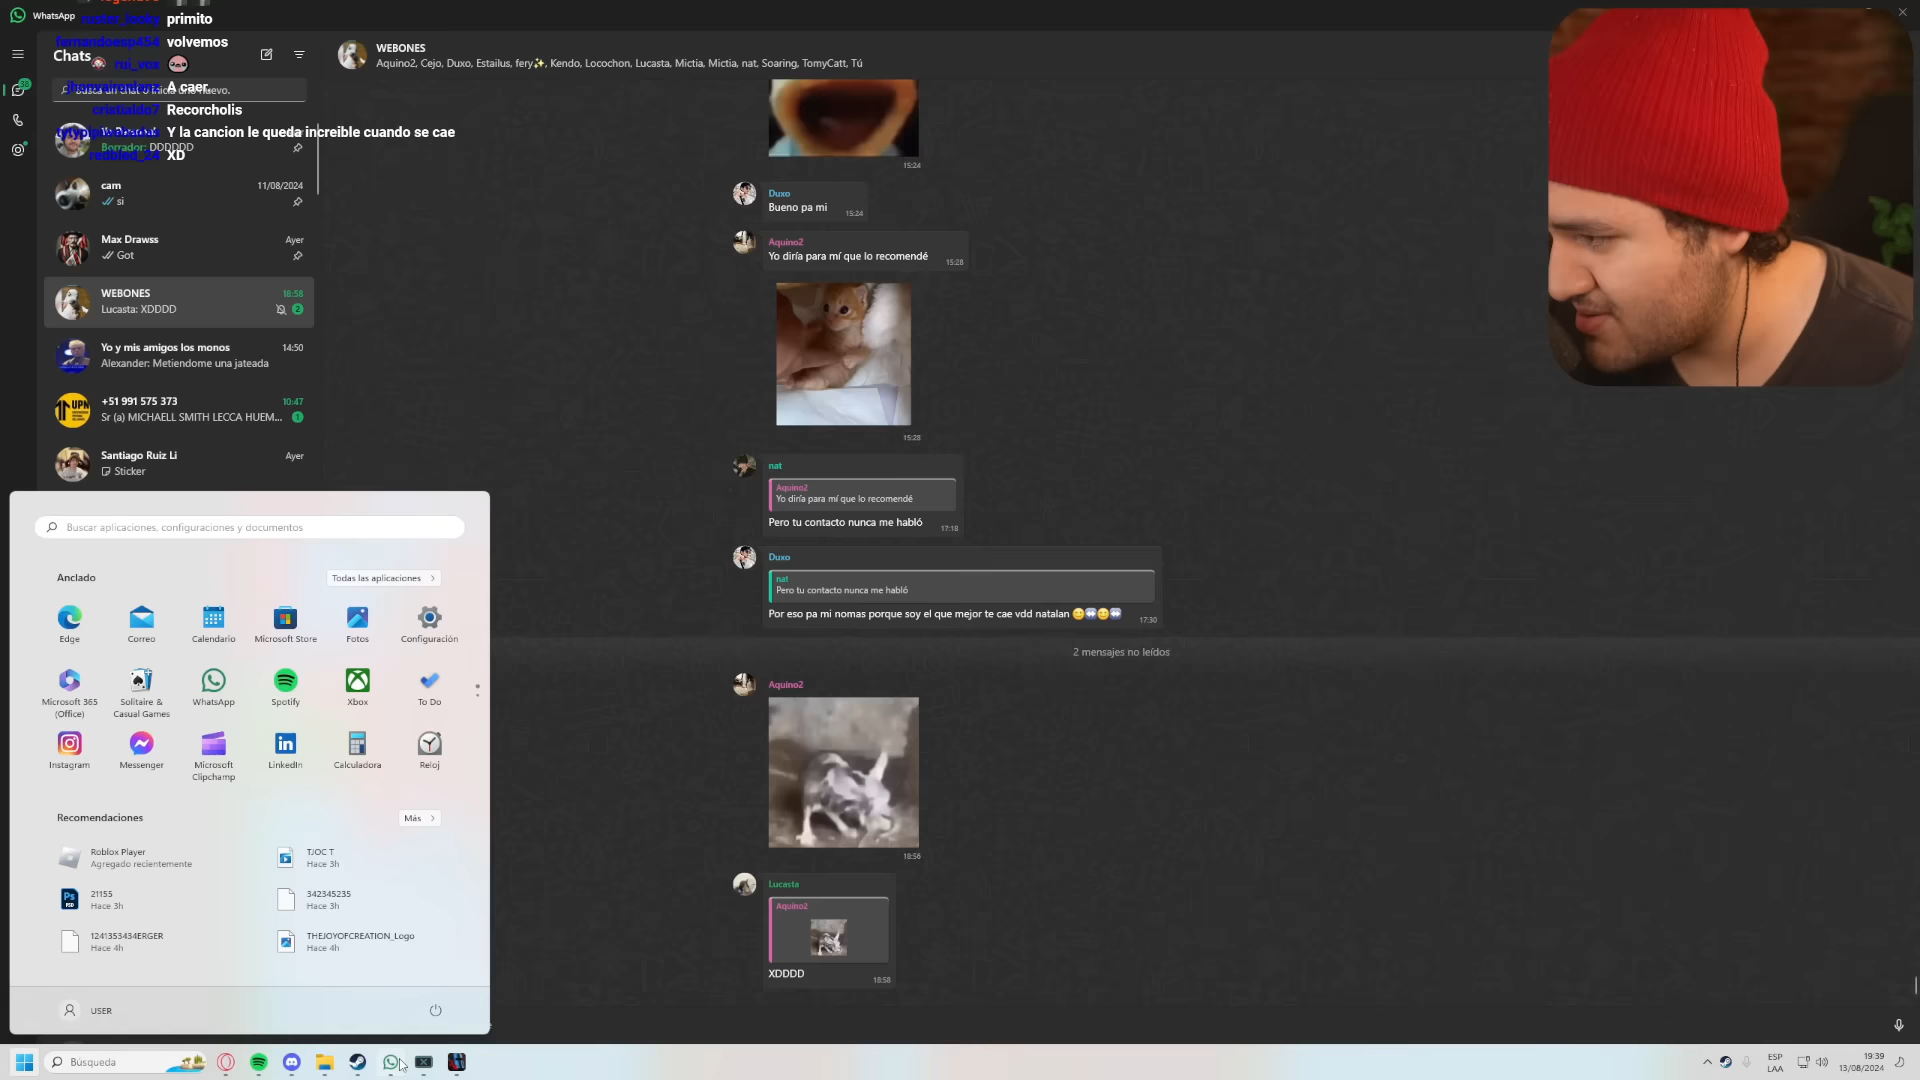 WhatsApp
primito
fernandoesp454 volvemos
rui_vox
A caer.
criztialdo7 Recorcholis
Y la cancion le queda increible cuando se cae
redbled_24 XD
Chats
Borrador: DDDDDD
cam
11/08/2024
si
Max Drawss
Ayer
Got
WEBONES
18:58
Lucasta: XDDDD
2
Yo y mis amigos los monos
14:50
Alexander: Metiendome una jateada
UPN
+51 991 575 373
10:47
Sr (a) MICHAELL SMITH LECCA HUEM...
1
Santiago Ruiz Li
Ayer
Sticker
WEBONES
Aquino2, Cejo, Duxo, Estailus, fery✨, Kendo, Locochon, Lucasta, Mictia, Mictia, nat, Soaring, TomyCatt, Tú
15:24
Duxo
Bueno pa mi
15:24
Aquino2
Yo diría para mí que lo recomendé
15:28
15:28
nat
Aquino2
Yo diría para mí que lo recomendé
Pero tu contacto nunca me habló
17:18
Duxo
nat
Pero tu contacto nunca me habló
Por eso pa mi nomas porque soy el que mejor te cae vdd natalan
17:30
2 mensajes no leídos
Aquino2
18:56
Lucasta
Aquino2
XDDDD
18:58
Buscar aplicaciones, configuraciones y documentos
Anclado
Todas las aplicaciones
Edge
Correo
Calendario
Microsoft Store
Fotos
Configuración
Microsoft 365
(Office)
Solitaire &
Casual Games
WhatsApp
Spotify
Xbox
To Do
Instagram
Messenger
Microsoft
Clipchamp
LinkedIn
Calculadora
Reloj
Recomendaciones
Más
Roblox Player
Agregado recientemente
TJOC T
Hace 3h
21155
Hace 3h
342345235
Hace 3h
1241353434ERGER
Hace 4h
THEJOYOFCREATION_Logo
Hace 4h
USER
Búsqueda
ESP
LAA
19:39
13/08/2024